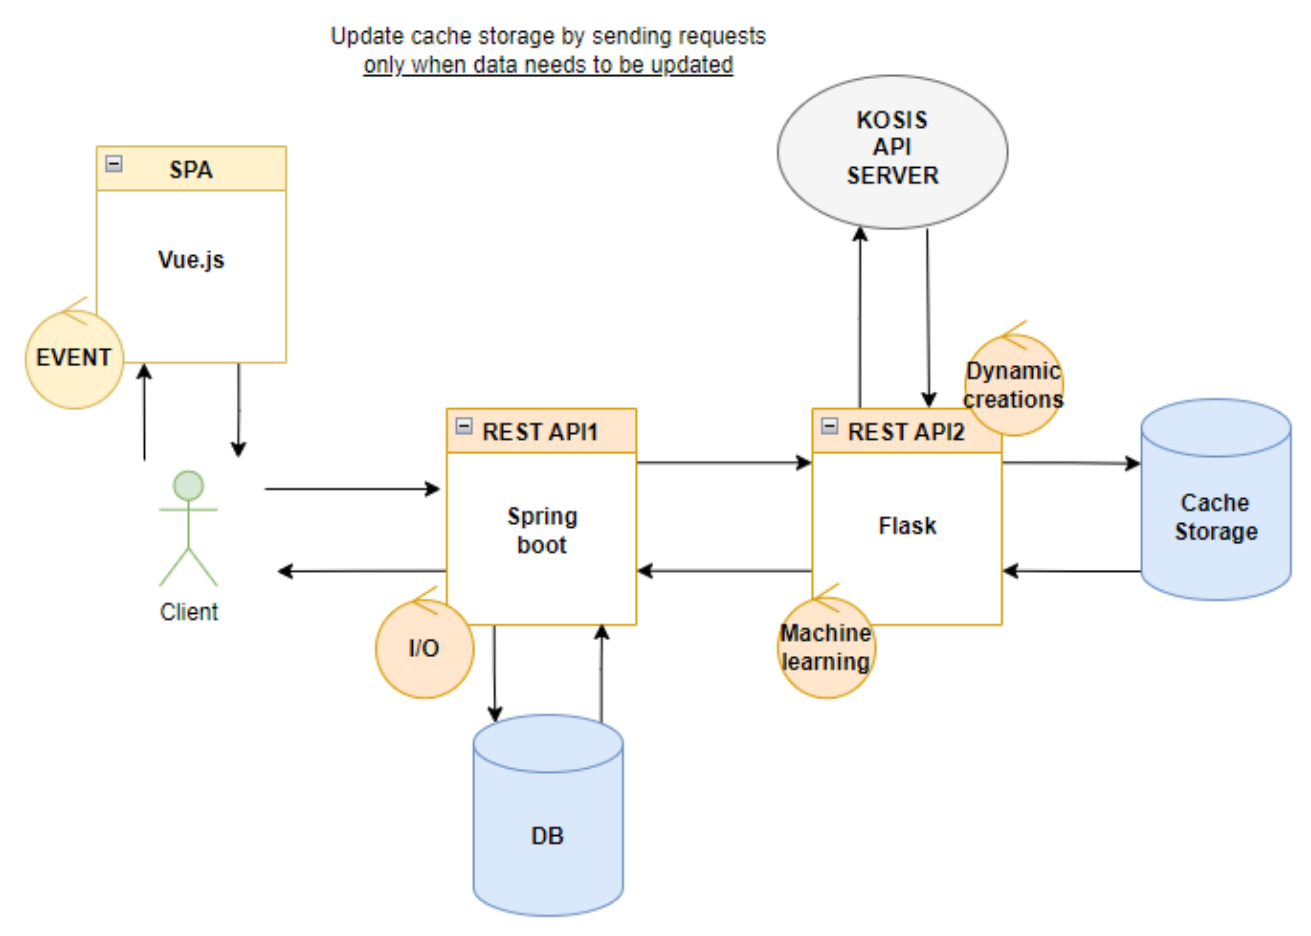 Update cache storage by sending requests
only when data needs to be updated
KOSIS
API
SERVER
SPA
Vue.js
EVENT
Dynamic
creations
REST API1
REST API2
Spring
boot
Flask
Cache
Storage
Client
I/O
Machine
learning
DB